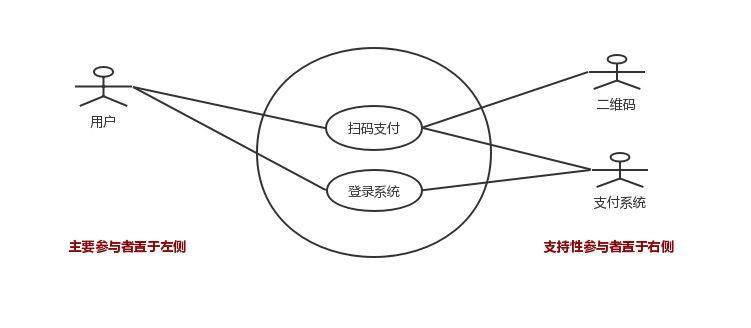 二维码
用户
扫码支付
登录系统
支付系统
主要参与者置于左侧
支持性参与者置于右侧